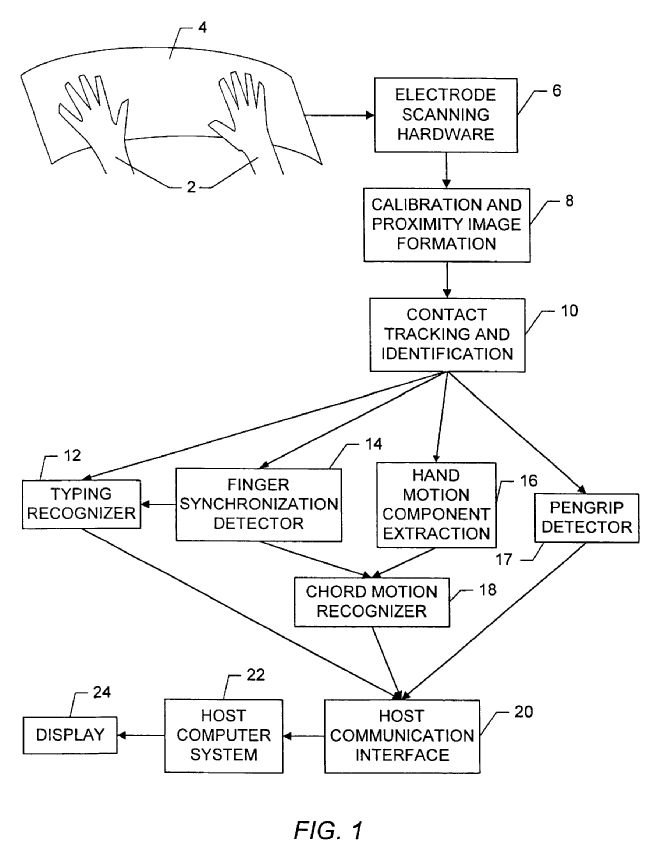 4
ELECTRODE
SCANNING
HARDWARE
6
2
CALIBRATION AND
PROXIMITY IMAGE
FORMATION
8
CONTACT
TRACKING AND
IDENTIFICATION
10
12
TYPING
RECOGNIZER
14
FINGER
SYNCHRONIZATION
DETECTOR
HAND
MOTION
COMPONENT
EXTRACTION
16
PENGRIP
DETECTOR
17
CHORD MOTION
RECOGNIZER
18
24
DISPLAY
22
HOST
COMPUTER
SYSTEM
HOST
COMMUNICATION
INTERFACE
20
FIG. 1